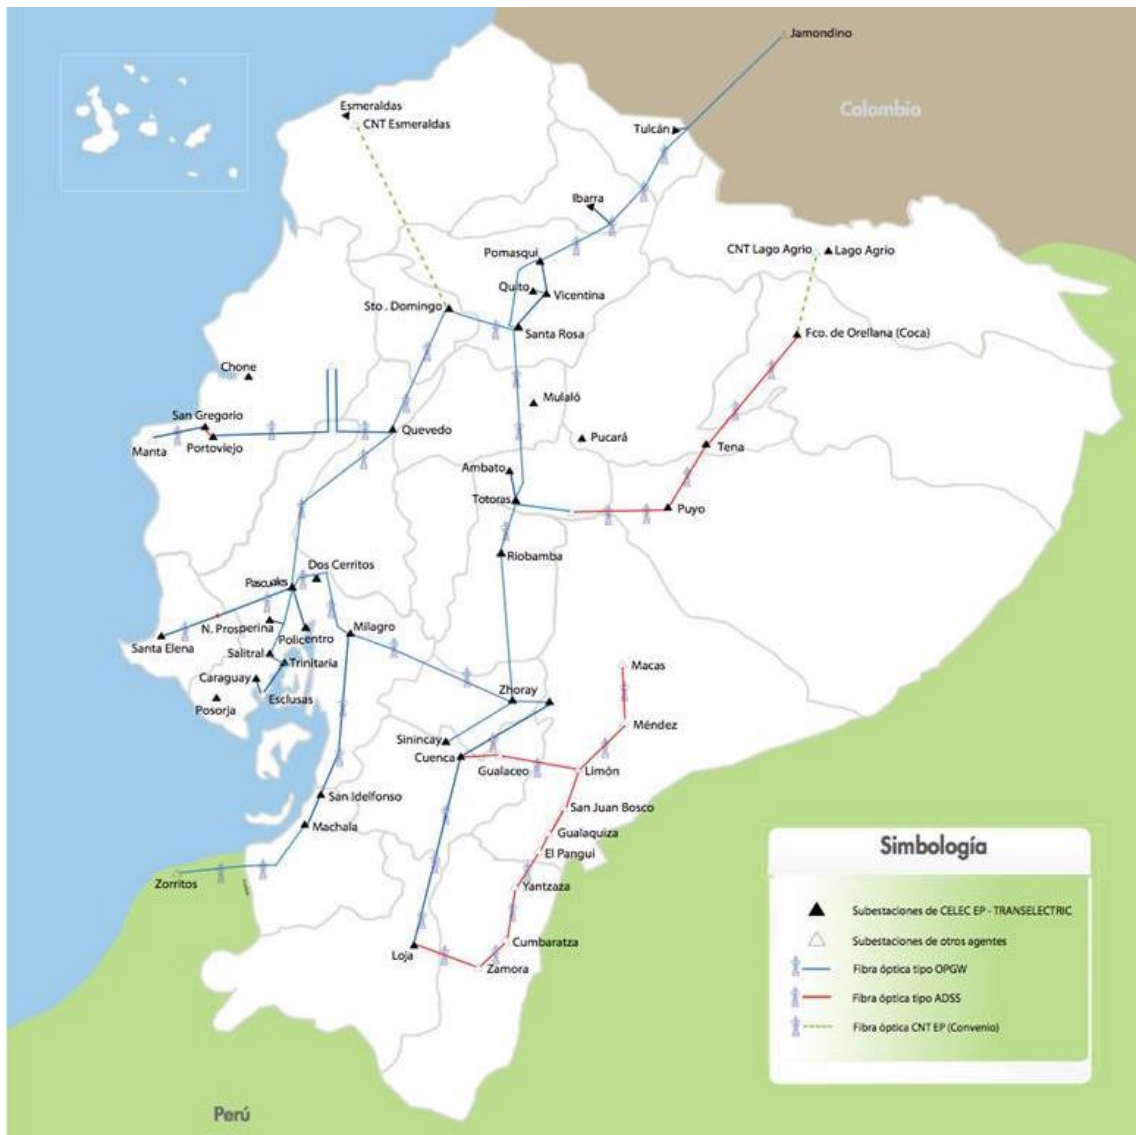 Jamondino
Colombia
Esmeraldas
CNT Esmeraldas
Tulcán
Ibarra
CNT Lago Agrio
Lago Agrio
Pomasqui
Quito
Vicentina
Sto. Domingo
Santa Rosa
Fco. de Orellana (Coca)
Chone
Mulaló
San Gregorio
Quevedo
Pucará
Manta
Portoviejo
Tena
Ambato
Totoras
Puyo
Riobamba
Dos Cerritos
Pascuales
N. Prosperina
Milagro
Policentro
Santa Elena
Salitral
Trinitaria
Macas
Caraguay
Esclusas
Zhoray
Posorja
Méndez
Sinincay
Cuenca
Gualaceo
Limón
San Idelfonso
San Juan Bosco
Machala
Gualaquiza
El Pangui
Zorritos
Yantzaza
Cumbaratza
Loja
Zamora
Perú
Simbología
Subestaciones de CELEC EP - TRANSELECTRIC
Subestaciones de otros agentes
Fibra óptica tipo OPGW
Fibra óptica tipo ADSS
Fibra óptica CNT EP (Convenio)